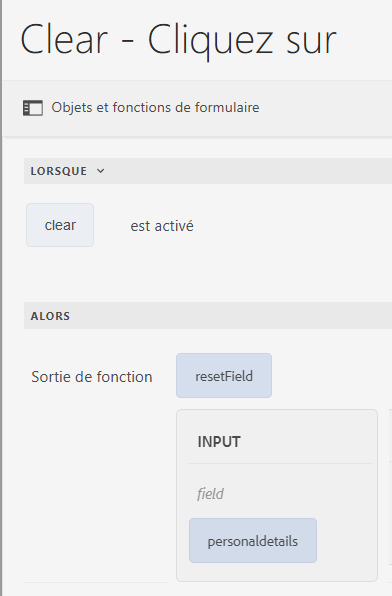 Clear - Cliquez sur
Objets et fonctions de formulaire
LORSQUE
clear est activé
ALORS
Sortie de fonction resetField
INPUT
field
personaldetails